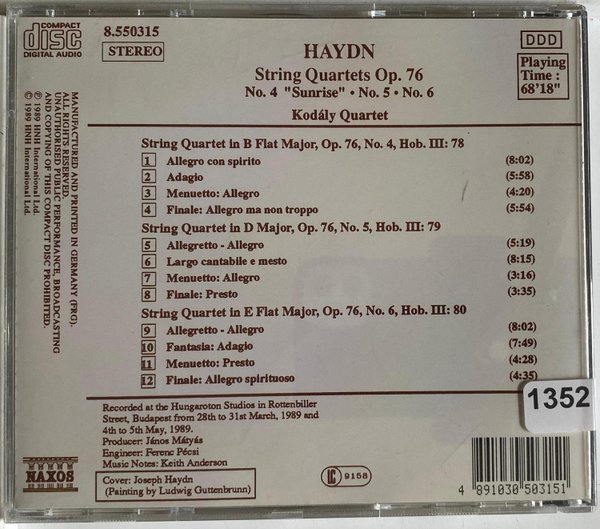 COMPACT
disc
DIGITAL AUDIO
8.550315
STEREO
HAYDN
String Quartets Op. 76
No. 4 "Sunrise" • No. 5 • No. 6
Kodály Quartet
DDD
Playing
Time :
68'18"
MANUFACTURED AND PRINTED IN GERMANY (FRG).
ALL RIGHTS RESERVED.
UNAUTHORISED PUBLIC PERFORMANCE, BROADCASTING
AND COPYING OF THIS COMPACT DISC PROHIBITED.
℗ 1989 HNH International Ltd.
© 1989 HNH International Ltd.
String Quartet in B Flat Major, Op. 76, No. 4, Hob. III: 78
1 Allegro con spirito (8:02)
2 Adagio (5:58)
3 Menuetto: Allegro (4:20)
4 Finale: Allegro ma non troppo (5:54)
String Quartet in D Major, Op. 76, No. 5, Hob. III: 79
5 Allegretto - Allegro (5:19)
6 Largo cantabile e mesto (8:15)
7 Menuetto: Allegro (3:16)
8 Finale: Presto (3:35)
String Quartet in E Flat Major, Op. 76, No. 6, Hob. III: 80
9 Allegretto - Allegro (8:02)
10 Fantasia: Adagio (7:49)
11 Menuetto: Presto (4:28)
12 Finale: Allegro spirituoso (4:35)
1352
Recorded at the Hungaroton Studios in Rottenbiller
Street, Budapest from 28th to 31st March, 1989 and
4th to 5th May, 1989.
Producer: János Mátyás
Engineer: Ferenc Pécsi
Music Notes: Keith Anderson
Cover: Joseph Haydn
(Painting by Ludwig Guttenbrunn)
NAXOS
LC 9158
4 891030 503151